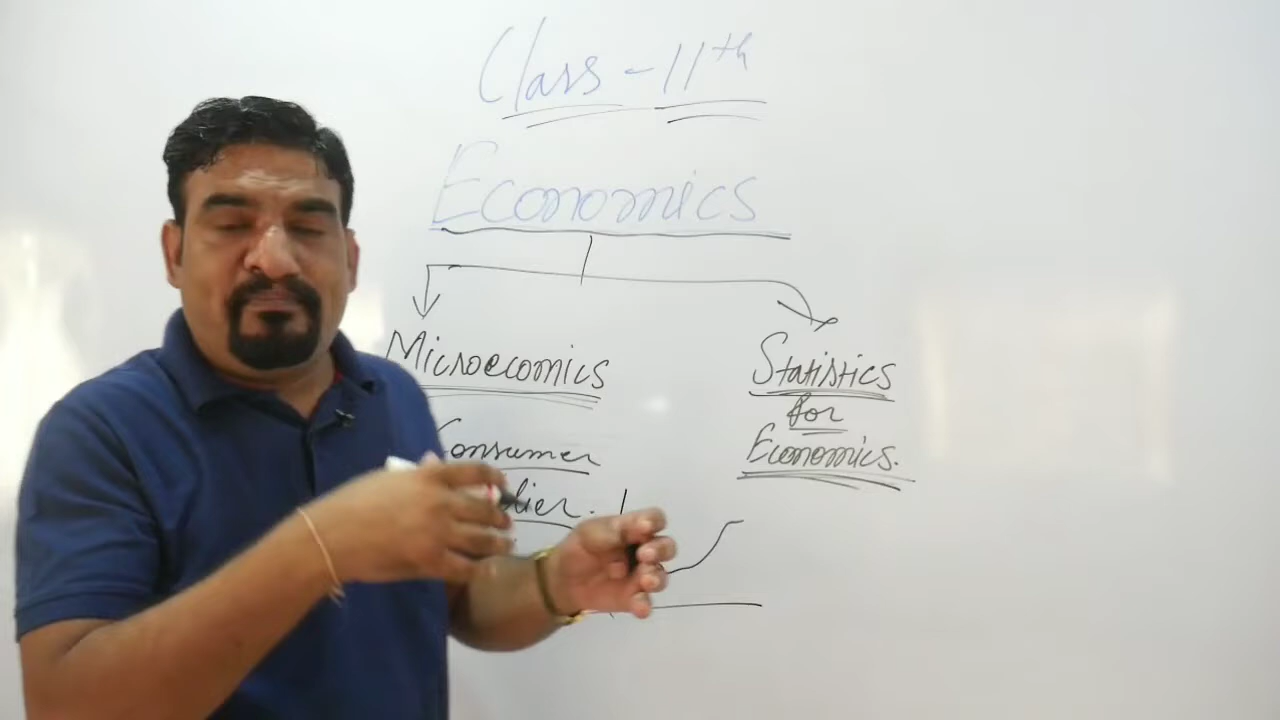 Class - 11th
Economics
Microecomics
Statistics
for
Economics.
Consumer